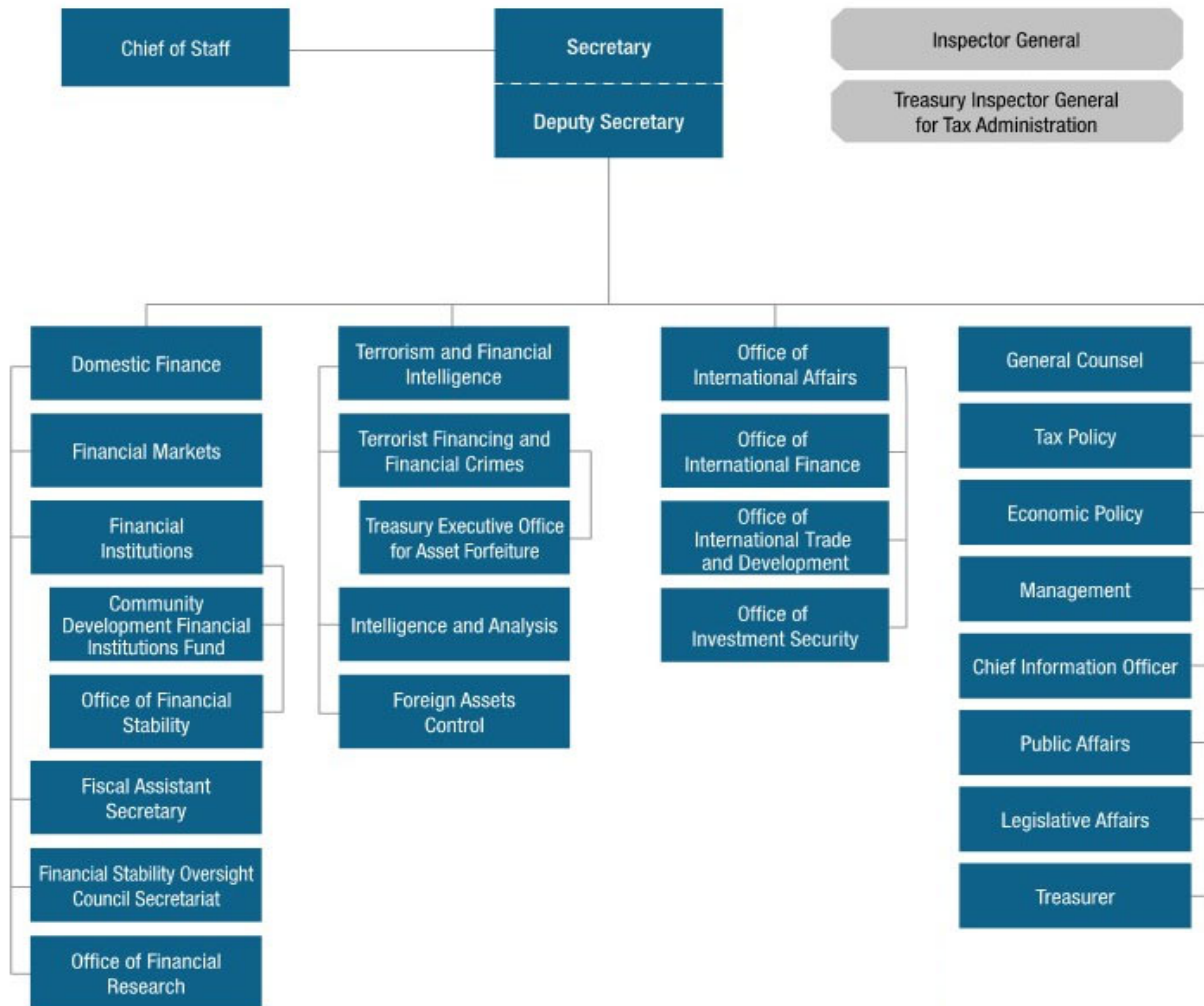 Chief of Staff
Secretary
Deputy Secretary
Inspector General
Treasury Inspector General
for Tax Administration
Domestic Finance
Financial Markets
Financial
Institutions
Community
Development Financial
Institutions Fund
Office of Financial
Stability
Fiscal Assistant
Secretary
Financial Stability Oversight
Council Secretariat
Office of Financial
Research
Terrorism and Financial
Intelligence
Terrorist Financing and
Financial Crimes
Treasury Executive Office
for Asset Forfeiture
Intelligence and Analysis
Foreign Assets
Control
Office of
International Affairs
Office of
International Finance
Office of
International Trade
and Development
Office of
Investment Security
General Counsel
Tax Policy
Economic Policy
Management
Chief Information Officer
Public Affairs
Legislative Affairs
Treasurer